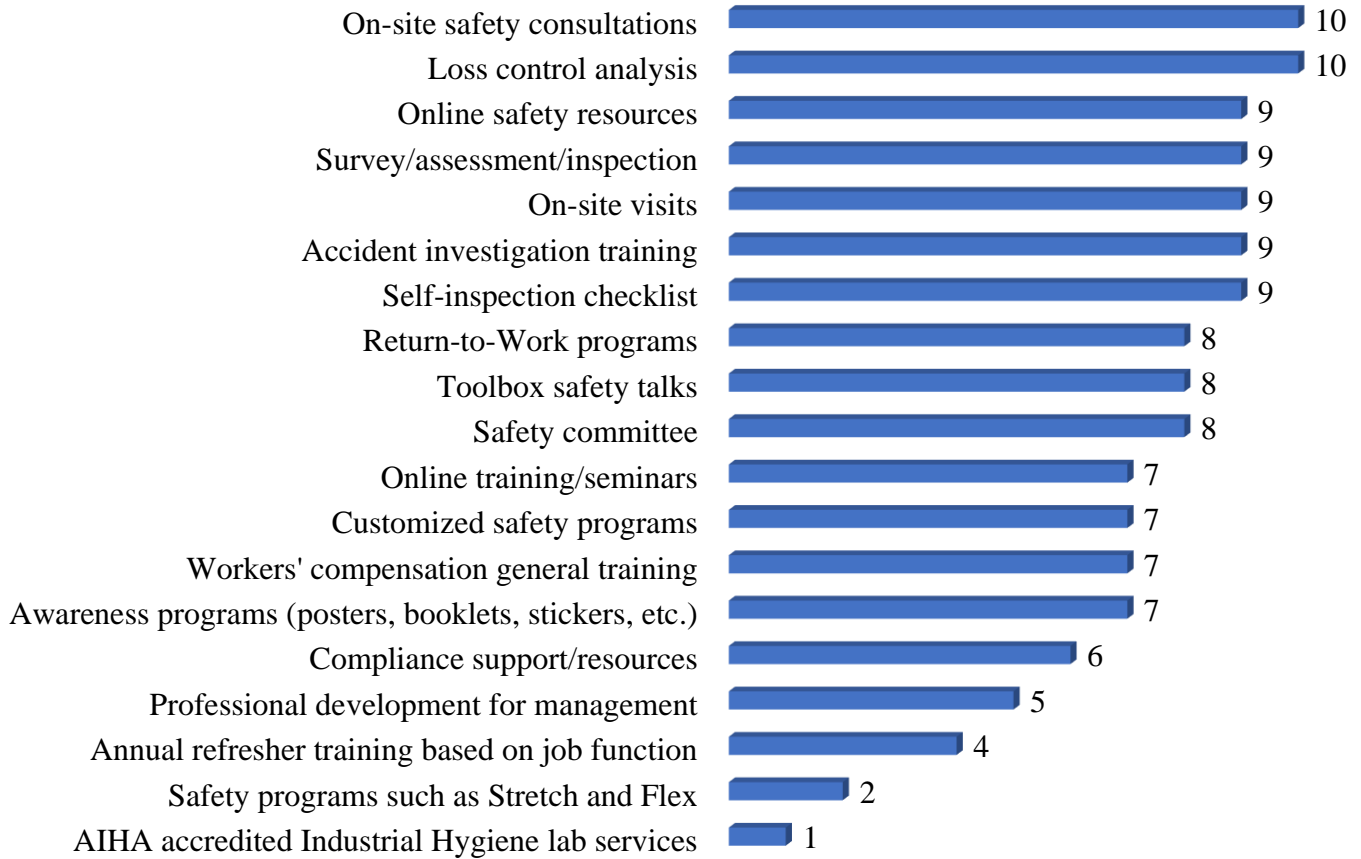 On-site safety consultations 10
Loss control analysis 10
Online safety resources 9
Survey/assessment/inspection 9
On-site visits 9
Accident investigation training 9
Self-inspection checklist 9
Return-to-Work programs 8
Toolbox safety talks 8
Safety committee 8
Online training/seminars 7
Customized safety programs 7
Workers' compensation general training 7
Awareness programs (posters, booklets, stickers, etc.) 7
Compliance support/resources 6
Professional development for management 5
Annual refresher training based on job function 4
Safety programs such as Stretch and Flex 2
AIHA accredited Industrial Hygiene lab services 1